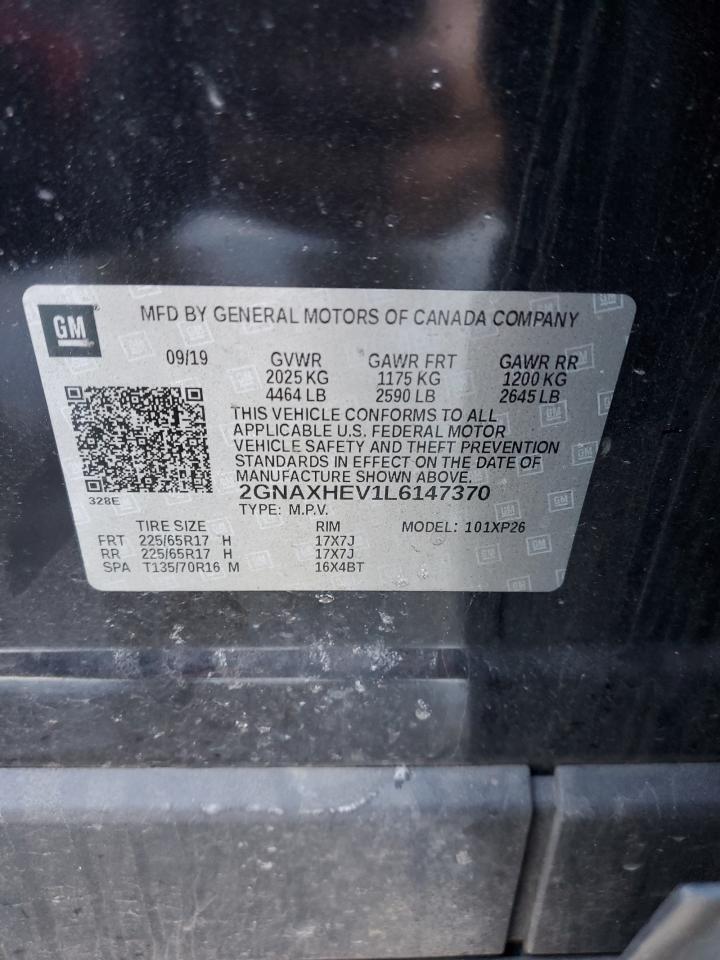 GM
MFD BY GENERAL MOTORS OF CANADA COMPANY
09/19 GVWR GAWR FRT GAWR RR
2025 KG 1175 KG 1200 KG
4464 LB 2590 LB 2645 LB
THIS VEHICLE CONFORMS TO ALL
APPLICABLE U.S. FEDERAL MOTOR
VEHICLE SAFETY AND THEFT PREVENTION
STANDARDS IN EFFECT ON THE DATE OF
MANUFACTURE SHOWN ABOVE.
2GNAXHEV1L6147370
328E
TYPE: M.P.V.
TIRE SIZE RIM MODEL: 101XP26
FRT 225/65R17 H 17X7J
RR 225/65R17 H 17X7J
SPA T135/70R16 M 16X4BT